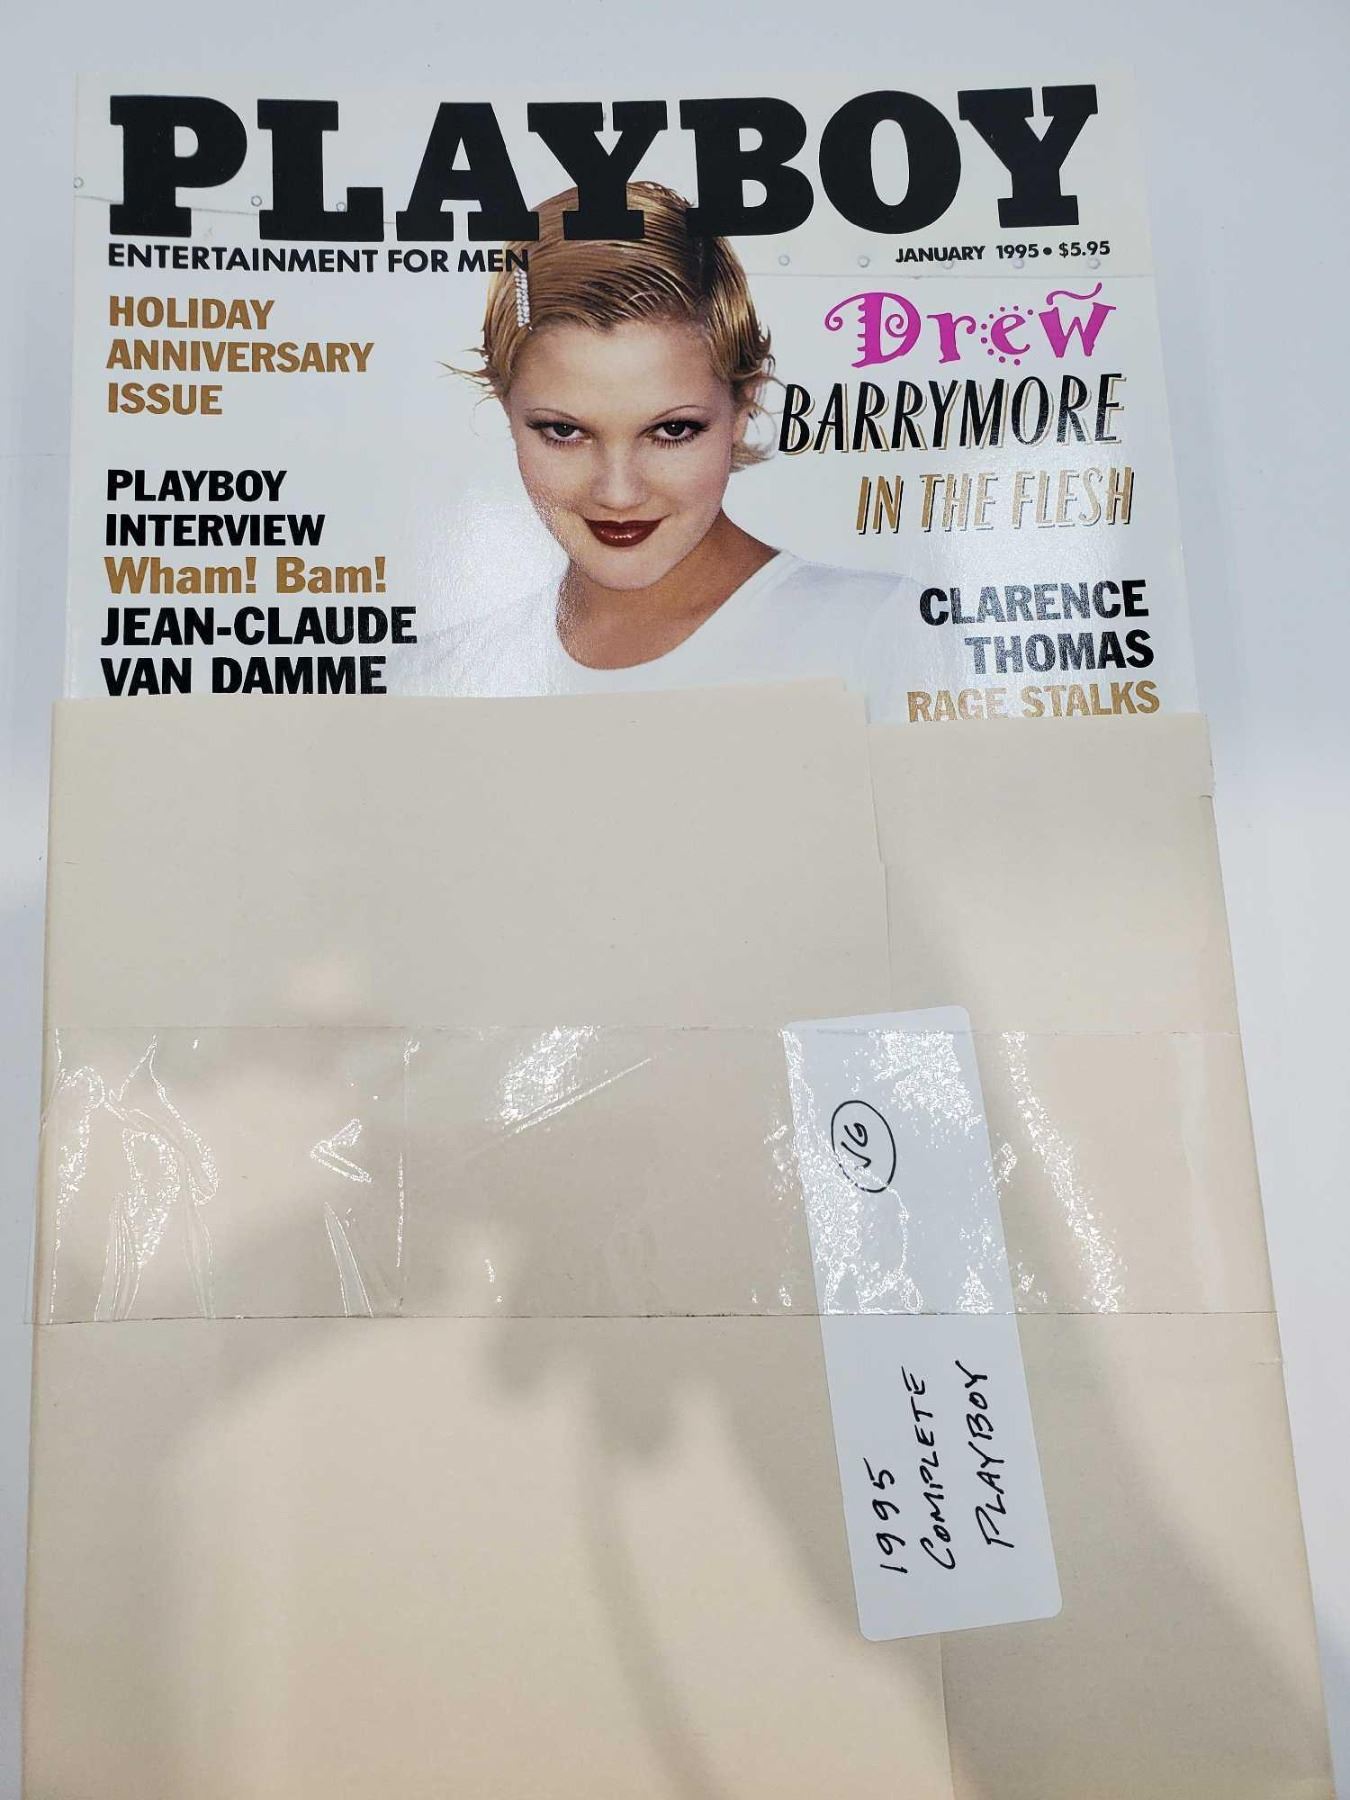 PLAYBOY
ENTERTAINMENT FOR MEN
JANUARY 1995 • $5.95
HOLIDAY
ANNIVERSARY
ISSUE
PLAYBOY
INTERVIEW
Wham! Bam!
JEAN-CLAUDE
VAN DAMME
Drew
BARRYMORE
IN THE FLESH
CLARENCE
THOMAS
RAGE STALKS
VG
1995
COMPLETE
PLAYBOY